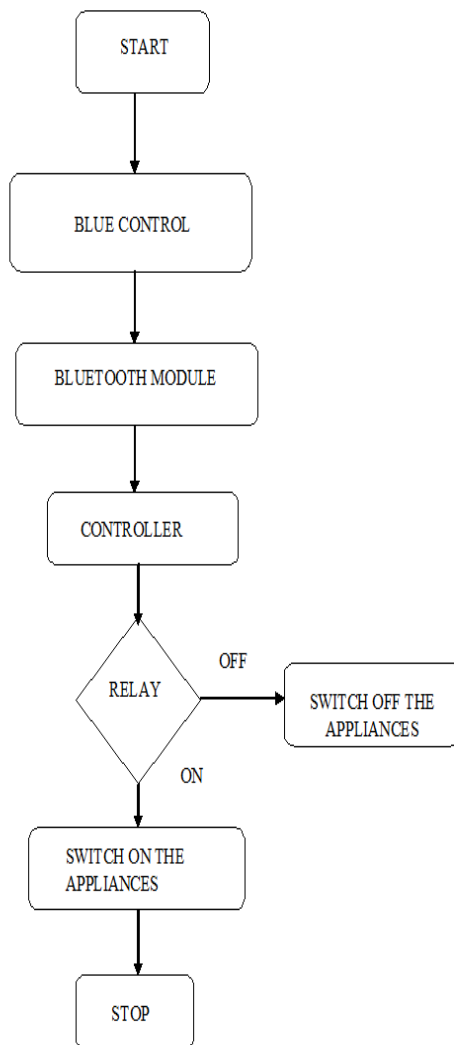 START
BLUE CONTROL
BLUETOOTH MODULE
CONTROLLER
RELAY
OFF
SWITCH OFF THE
APPLIANCES
ON
SWITCH ON THE
APPLIANCES
STOP